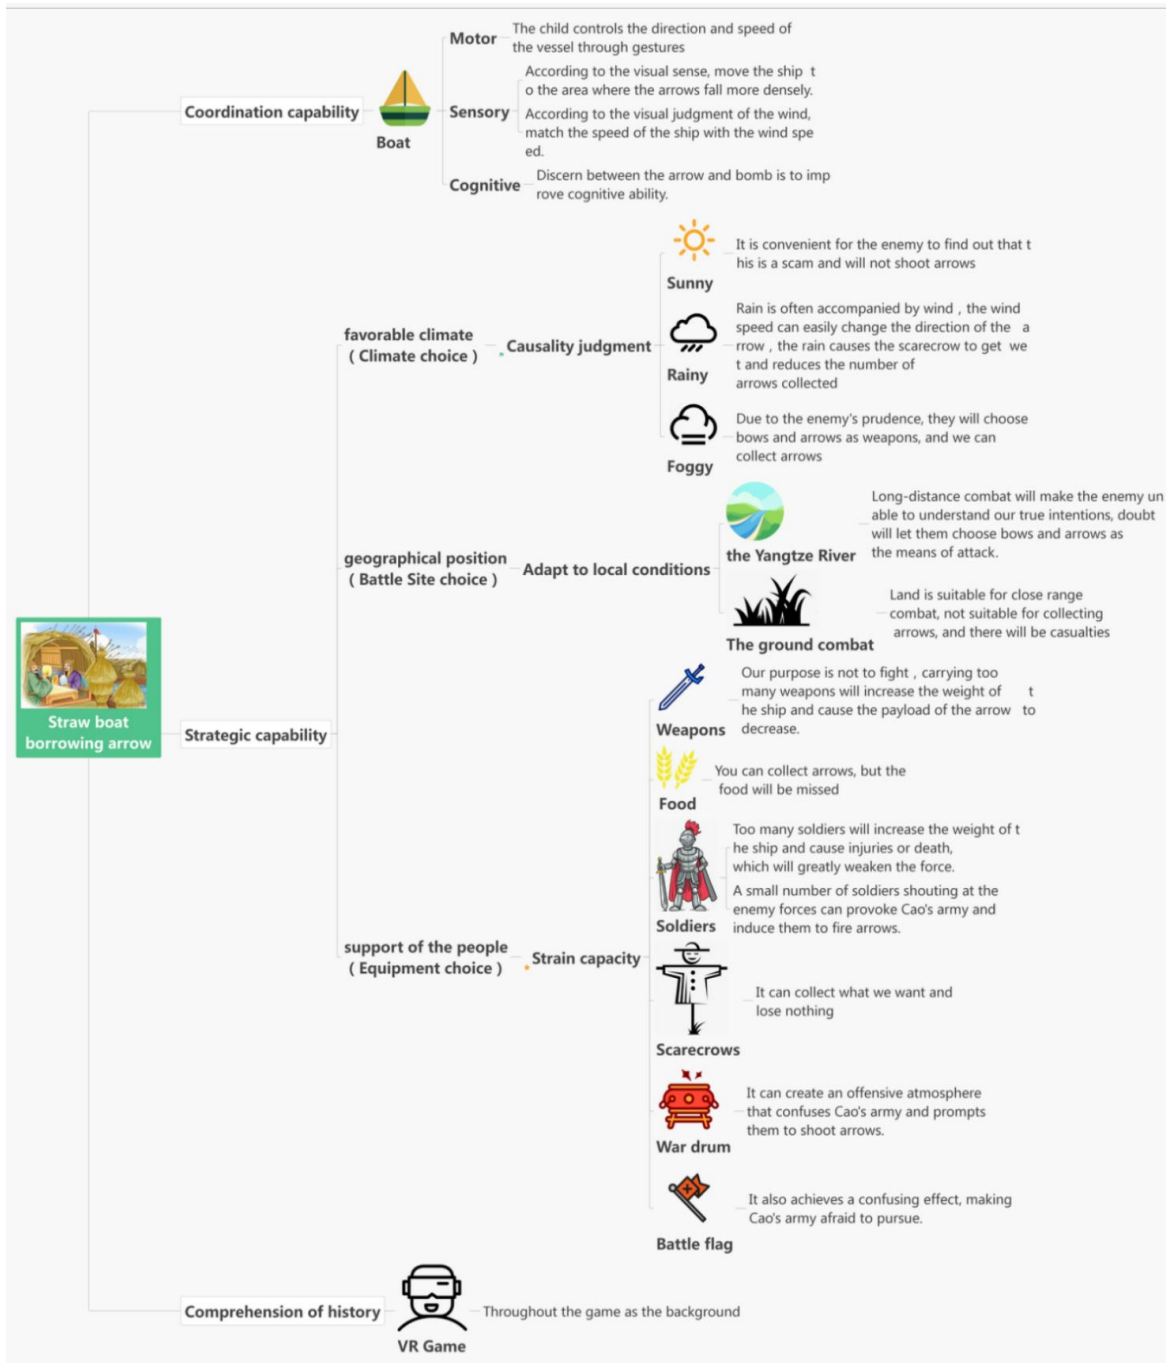 Motor
The child controls the direction and speed of
the vessel through gestures
Coordination capability
Boat
Sensory
According to the visual sense, move the ship t
o the area where the arrows fall more densely.
According to the visual judgment of the wind,
match the speed of the ship with the wind spe
ed.
Cognitive
Discern between the arrow and bomb is to imp
rove cognitive ability.
favorable climate
( Climate choice )
Causality judgment
Sunny
It is convenient for the enemy to find out that t
his is a scam and will not shoot arrows
Rainy
Rain is often accompanied by wind , the wind
speed can easily change the direction of the a
rrow , the rain causes the scarecrow to get we
t and reduces the number of
arrows collected
Foggy
Due to the enemy's prudence, they will choose
bows and arrows as weapons, and we can
collect arrows
geographical position
( Battle Site choice )
Adapt to local conditions
the Yangtze River
Long-distance combat will make the enemy un
able to understand our true intentions, doubt
will let them choose bows and arrows as
the means of attack.
The ground combat
Land is suitable for close range
combat, not suitable for collecting
arrows, and there will be casualties
Straw boat
borrowing arrow
Strategic capability
Weapons
Our purpose is not to fight , carrying too
many weapons will increase the weight of t
he ship and cause the payload of the arrow to
decrease.
Food
You can collect arrows, but the
food will be missed
support of the people
( Equipment choice )
Strain capacity
Soldiers
Too many soldiers will increase the weight of t
he ship and cause injuries or death,
which will greatly weaken the force.
A small number of soldiers shouting at the
enemy forces can provoke Cao's army and
induce them to fire arrows.
Scarecrows
It can collect what we want and
lose nothing
War drum
It can create an offensive atmosphere
that confuses Cao's army and prompts
them to shoot arrows.
Battle flag
It also achieves a confusing effect, making
Cao's army afraid to pursue.
Comprehension of history
VR Game
Throughout the game as the background